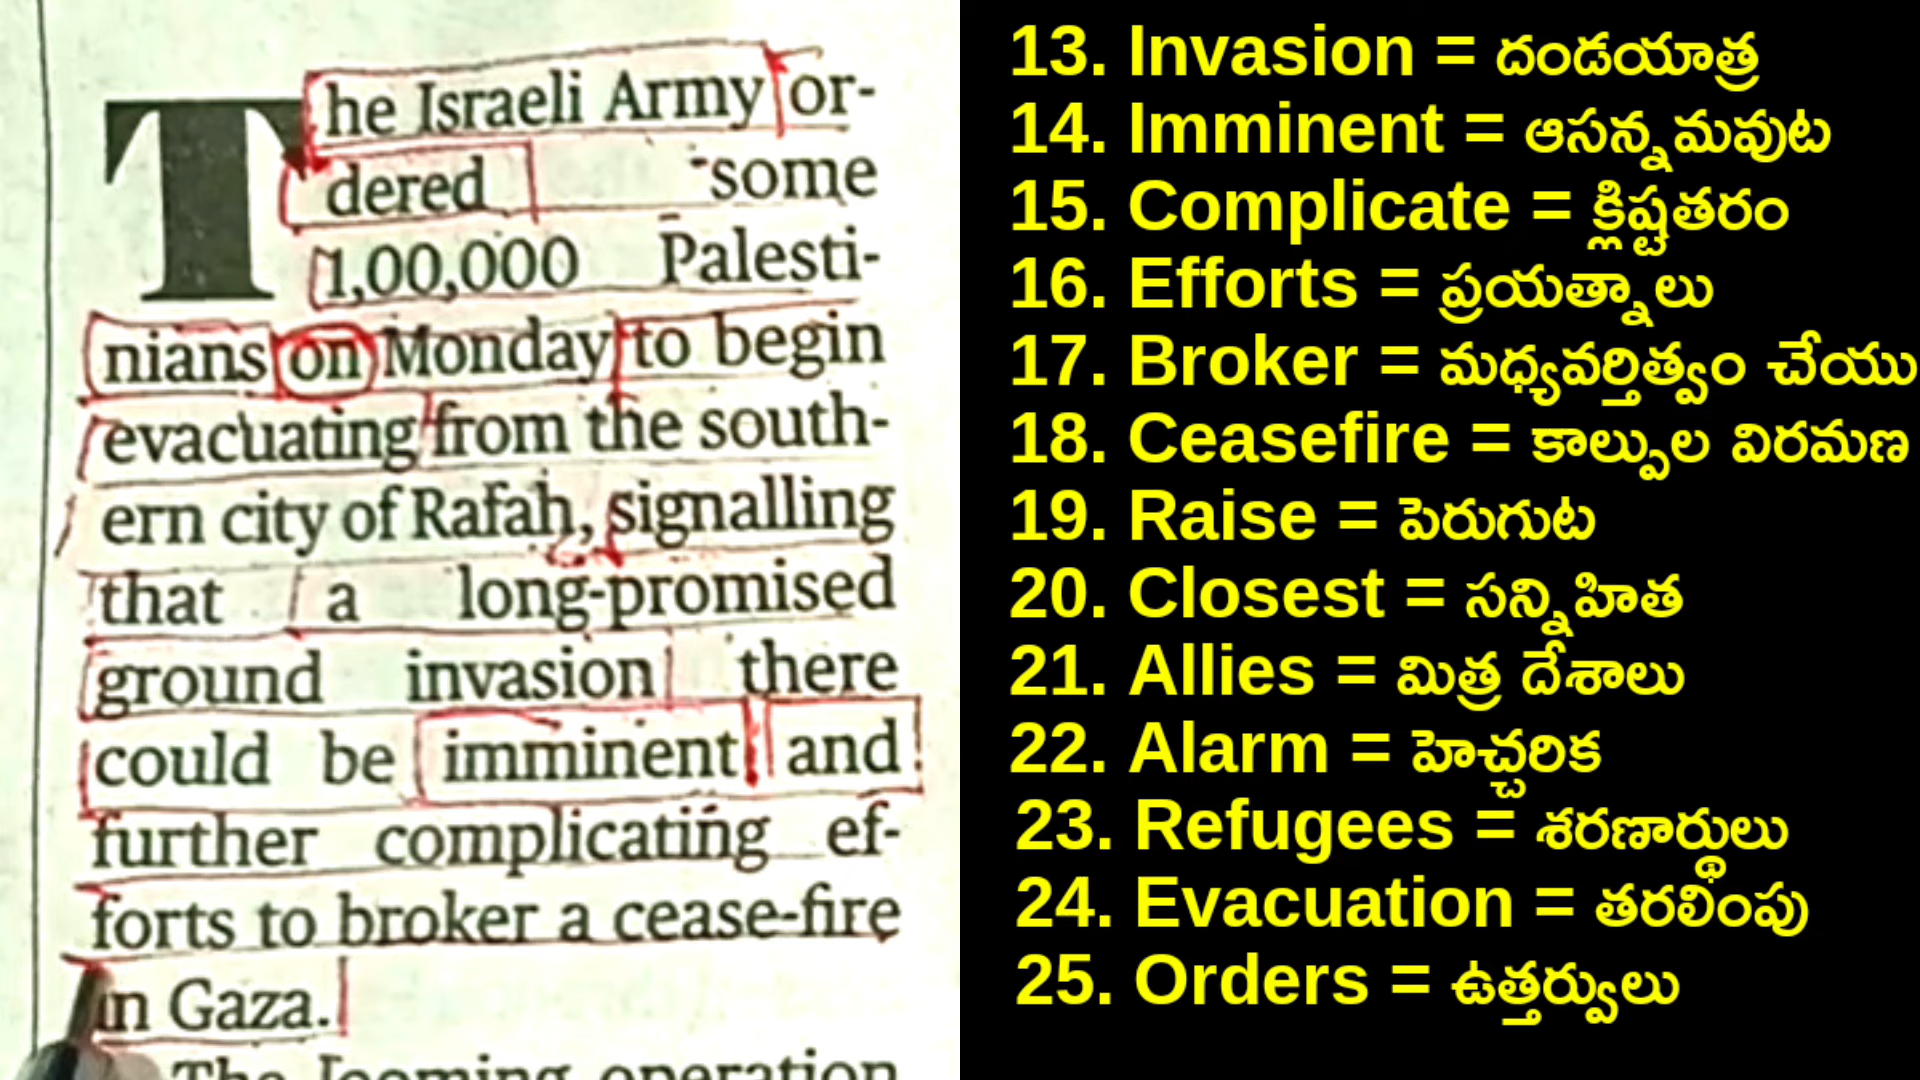 The Israeli Army or-
dered some
1,00,000 Palesti-
nians on Monday to begin
evacuating from the south-
ern city of Rafah, signalling
that a long-promised
ground invasion there
could be imminent and
further complicating ef-
forts to broker a cease-fire
in Gaza.
The looming operation
13. Invasion = దండయాత్ర
14. Imminent = ఆసన్నమవుట
15. Complicate = క్లిష్టతరం
16. Efforts = ప్రయత్నాలు
17. Broker = మధ్యవర్తిత్వం చేయు
18. Ceasefire = కాల్పుల విరమణ
19. Raise = పెరుగుట
20. Closest = సన్నిహిత
21. Allies = మిత్ర దేశాలు
22. Alarm = హెచ్చరిక
23. Refugees = శరణార్థులు
24. Evacuation = తరలింపు
25. Orders = ఉత్తర్వులు